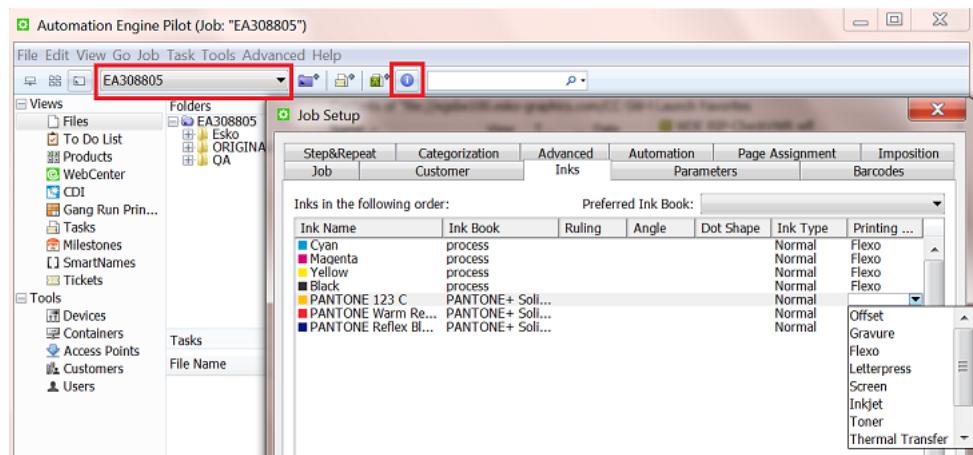 Automation Engine Pilot (Job: "EA308805")
File Edit View Go Job Task Tools Advanced Help
EA308805
Views
Files
To Do List
Products
WebCenter
CDI
Gang Run Prin...
Tasks
Milestones
SmartNames
Tickets
Tools
Devices
Containers
Access Points
Customers
Users
Folders
EA308805
Esko
ORIGINA
QA
Tasks
File Name
Job Setup
Step&Repeat Categorization Advanced Automation Page Assignment Imposition
Job Customer Inks Parameters Barcodes
Inks in the following order: Preferred Ink Book:
Ink Name Ink Book Ruling Angle Dot Shape Ink Type Printing ...
Cyan process Normal Flexo
Magenta process Normal Flexo
Yellow process Normal Flexo
Black process Normal Flexo
PANTONE 123 C PANTONE+ Soli... Normal
PANTONE Warm Re... PANTONE+ Soli... Normal
PANTONE Reflex Bl... PANTONE+ Soli... Normal
Offset
Gravure
Flexo
Letterpress
Screen
Inkjet
Toner
Thermal Transfer